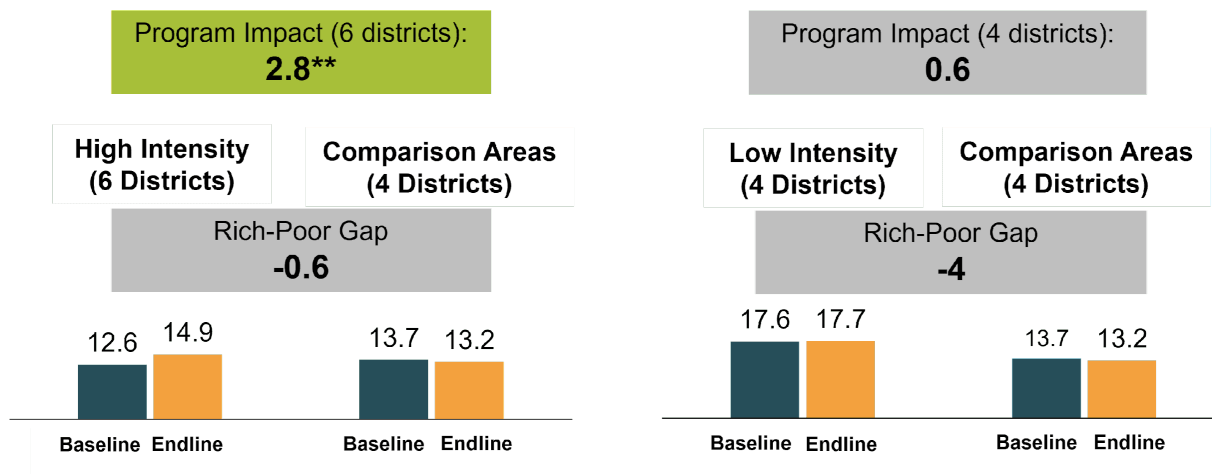 Program Impact (6 districts):
2.8**
High Intensity
(6 Districts)
Comparison Areas
(4 Districts)
Rich-Poor Gap
-0.6
12.6
14.9
13.7
13.2
Baseline
Endline
Baseline
Endline
Program Impact (4 districts):
0.6
Low Intensity
(4 Districts)
Comparison Areas
(4 Districts)
Rich-Poor Gap
-4
17.6
17.7
13.7
13.2
Baseline
Endline
Baseline
Endline